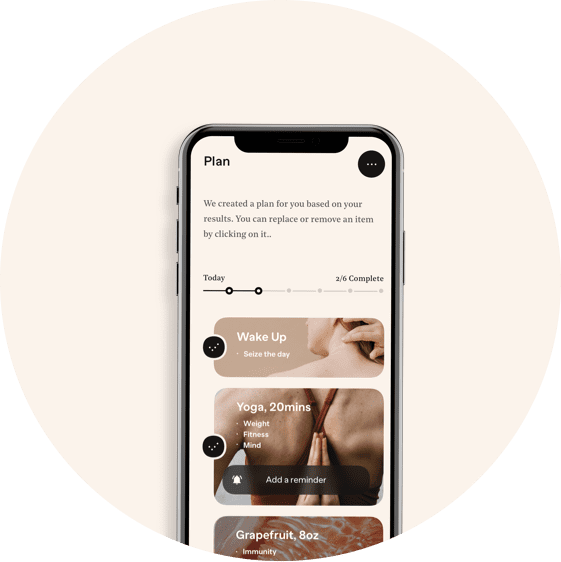 Plan
We created a plan for you based on your
results. You can replace or remove an item
by clicking on it..
Today
2/6 Complete
Wake Up
Seize the day
Yoga, 20mins
Weight
Fitness
Mind
Add a reminder
Grapefruit, 8oz
Immunity